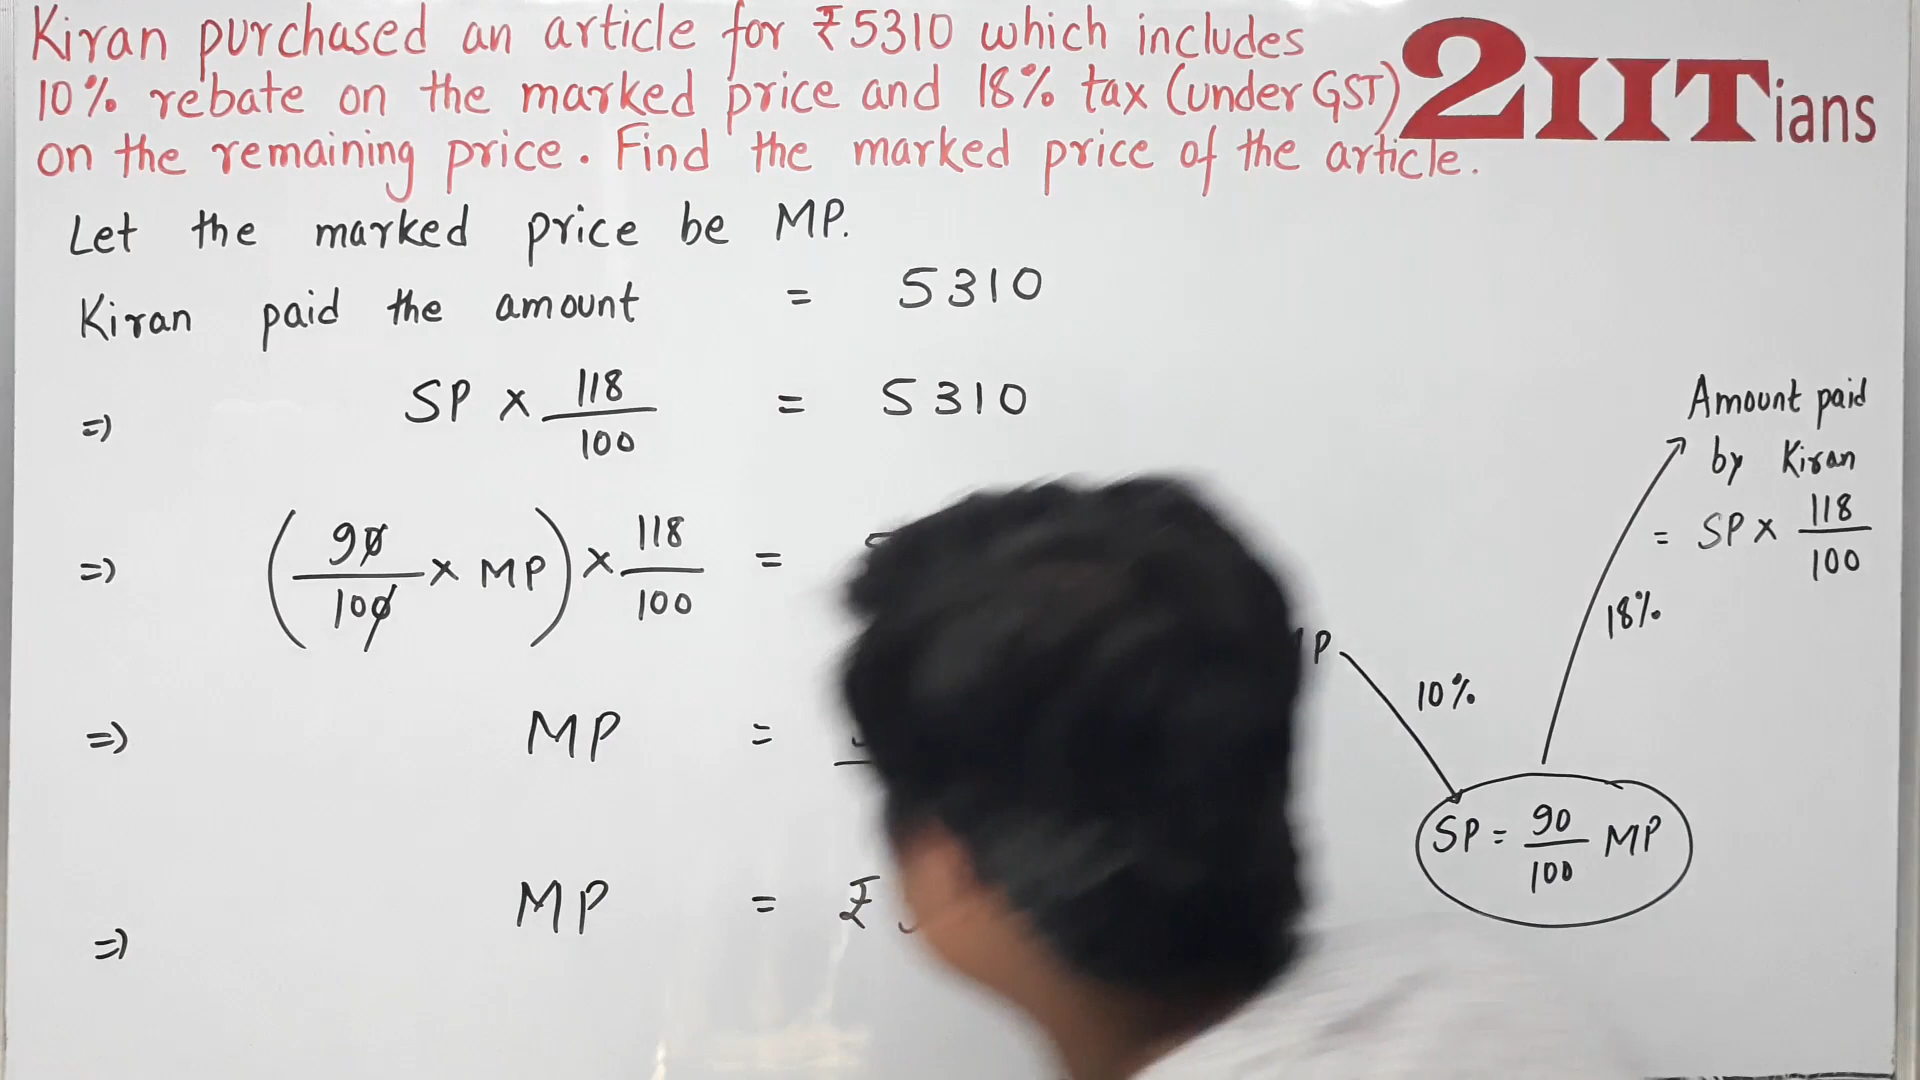 Kiran purchased an article for ₹5310 which includes
10% rebate on the marked price and 18% tax (under GST)
on the remaining price. Find the marked price of the article.
2IITians
Let the marked price be MP.
Kiran paid the amount = 5310
=> SP × 118/100 = 5310
=> (90/100 × MP) × 118/100 =
=> MP =
=> MP = ₹
Amount paid
by Kiran
= SP × 118/100
18%
P
10%
SP = 90/100 MP